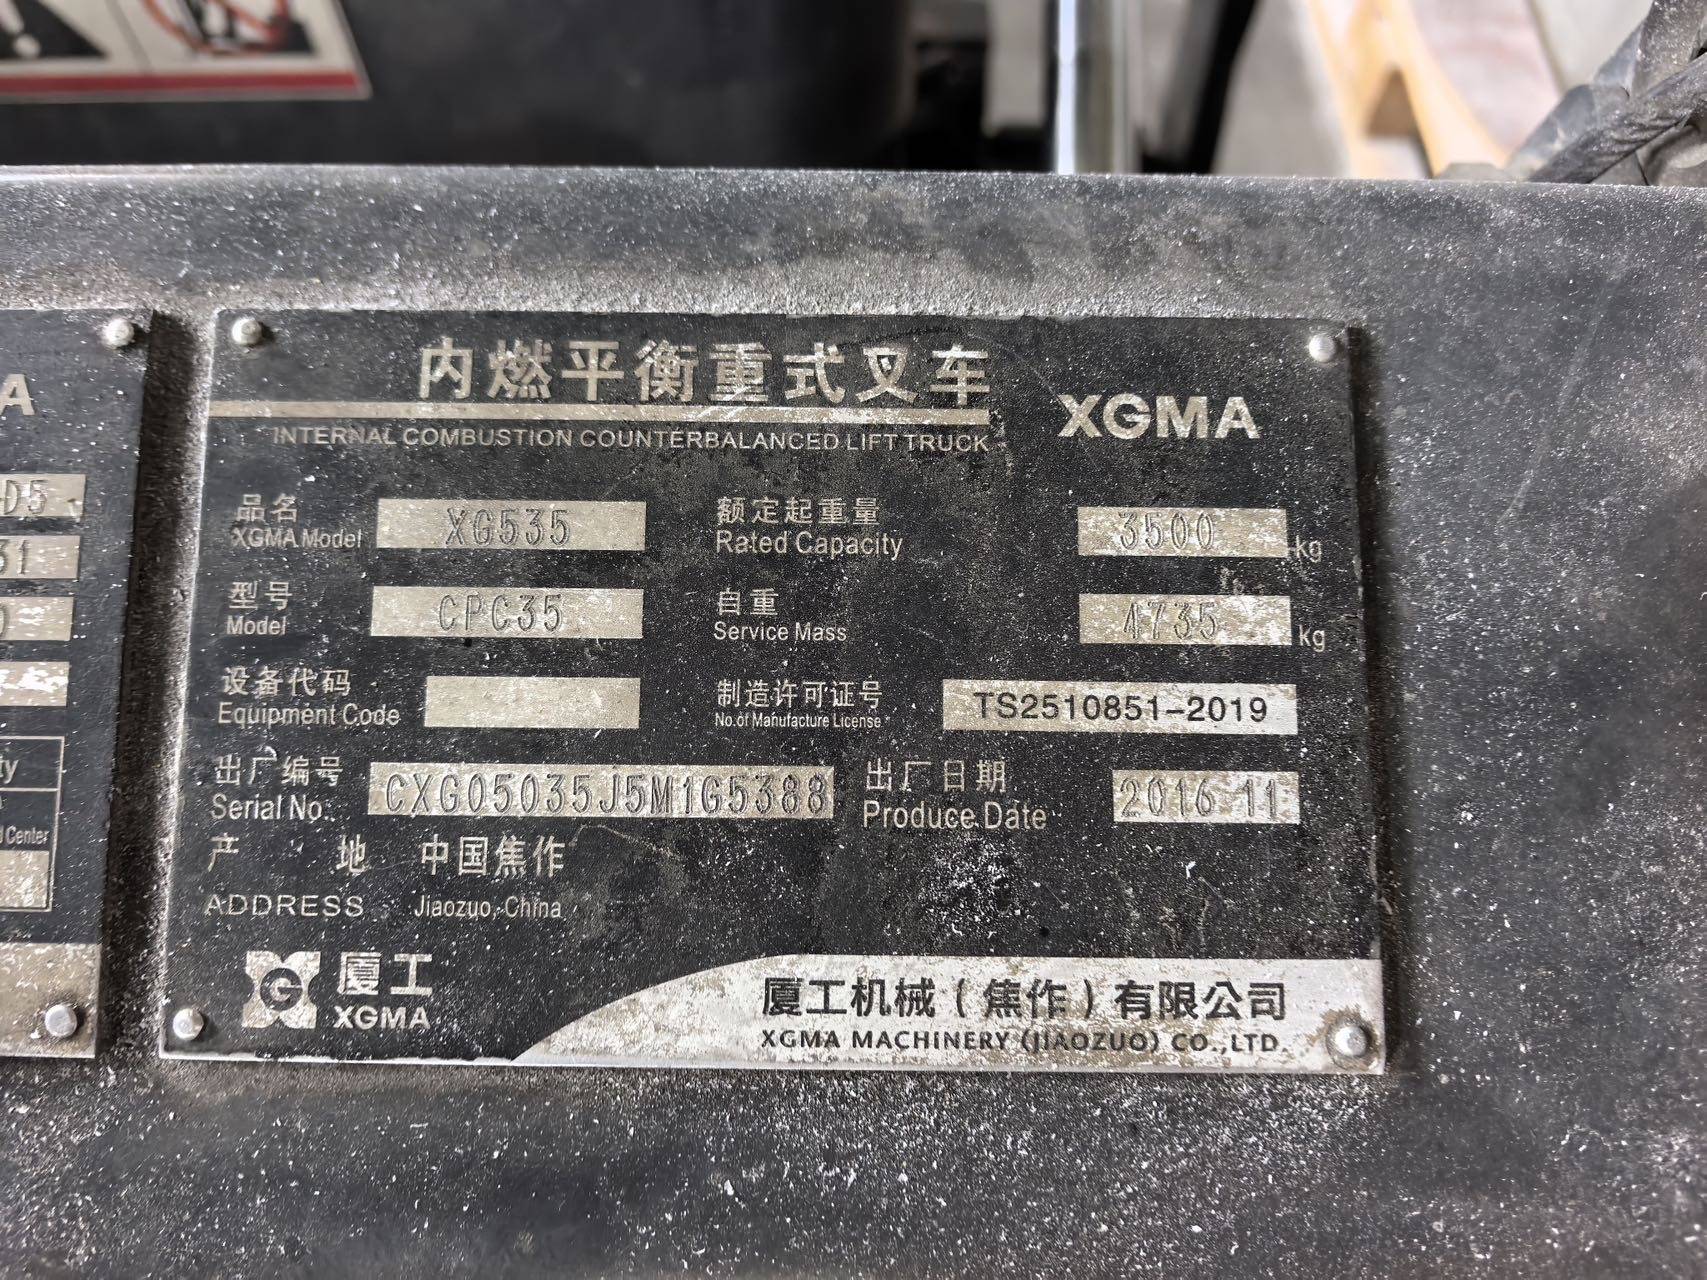 A
D5
31
0
ty
d Center
内燃平衡重式叉车
INTERNAL COMBUSTION COUNTERBALANCED LIFT TRUCK
XGMA
品名 XG535 额定起重量 3500 kg
XGMA Model Rated Capacity
型号 CPC35 自重 4735 kg
Model Service Mass
设备代码 制造许可证号 TS2510851-2019
Equipment Code No.of Manufacture License
出厂编号 CXG05035J5M1G5388 出厂日期 2016 11
Serial No. Produce Date
产 地 中国焦作
ADDRESS Jiaozuo, China
G 厦工
XGMA
厦工机械(焦作)有限公司
XGMA MACHINERY (JIAOZUO) CO.,LTD.